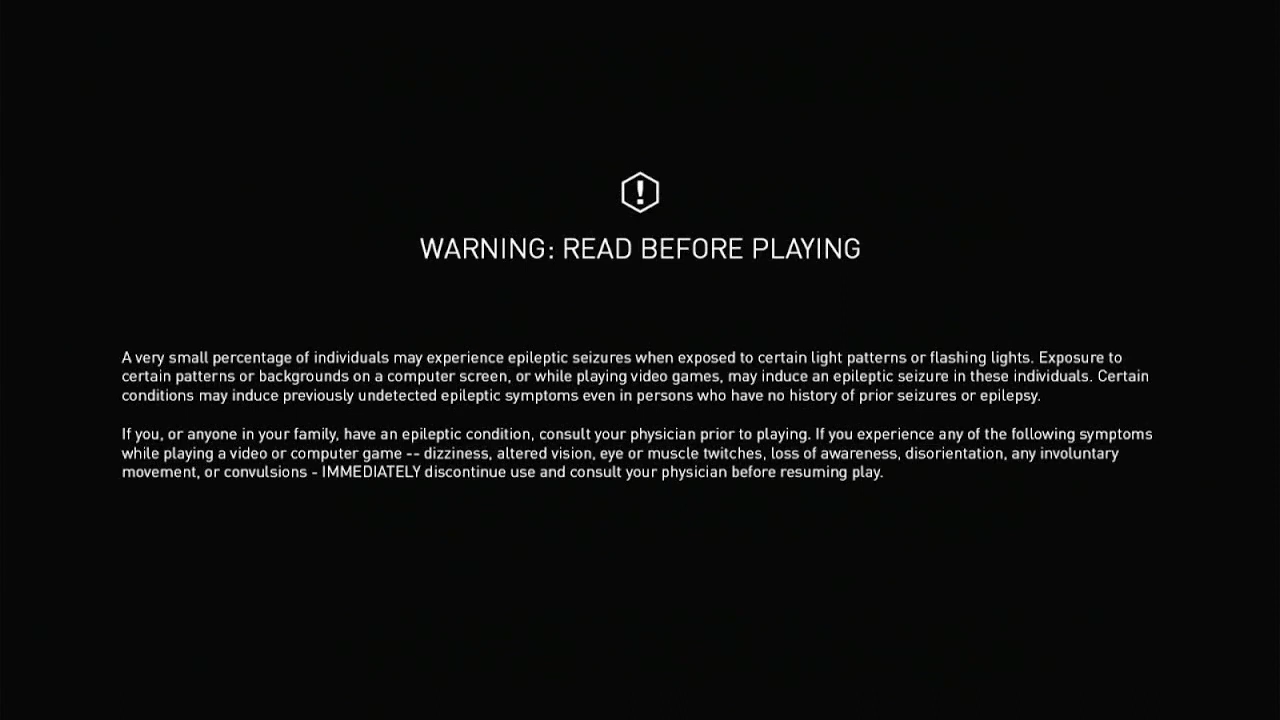 WARNING: READ BEFORE PLAYING
A very small percentage of individuals may experience epileptic seizures when exposed to certain light patterns or flashing lights. Exposure to
certain patterns or backgrounds on a computer screen, or while playing video games, may induce an epileptic seizure in these individuals. Certain
conditions may induce previously undetected epileptic symptoms even in persons who have no history of prior seizures or epilepsy.
If you, or anyone in your family, have an epileptic condition, consult your physician prior to playing. If you experience any of the following symptoms
while playing a video or computer game -- dizziness, altered vision, eye or muscle twitches, loss of awareness, disorientation, any involuntary
movement, or convulsions - IMMEDIATELY discontinue use and consult your physician before resuming play.